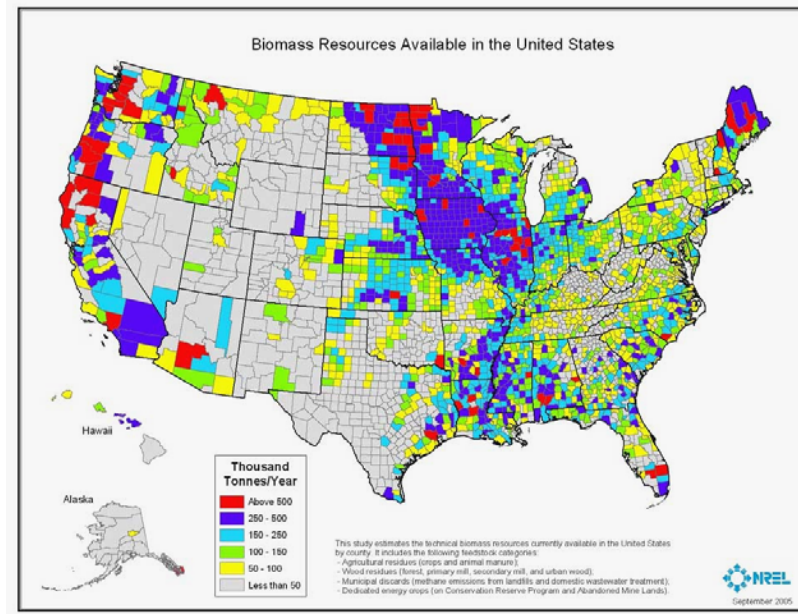 Biomass Resources Available in the United States
Hawaii
Alaska
Thousand
Tonnes/Year
Above 500
250 - 500
150 - 250
100 - 150
50 - 100
Less than 50
This study estimates the technical biomass resources currently available in the United States
by county. It includes the following feedstock categories:
- Agricultural residues (crops and animal manure);
- Wood residues (forest, primary mill, secondary mill, and urban wood);
- Municipal discards (methane emissions from landfills and domestic wastewater treatment);
- Dedicated energy crops (on Conservation Reserve Program and Abandoned Mine Lands).
NREL
September 2005